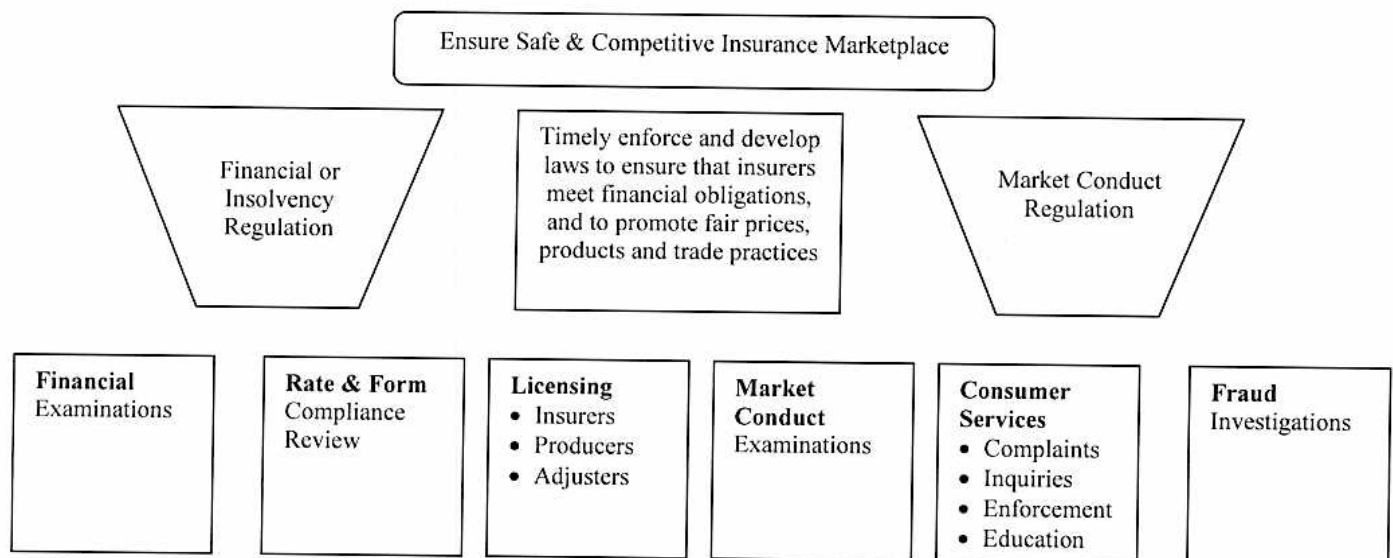 Ensure Safe & Competitive Insurance Marketplace
Financial or
Insolvency
Regulation
Timely enforce and develop
laws to ensure that insurers
meet financial obligations,
and to promote fair prices,
products and trade practices
Market Conduct
Regulation
Financial
Examinations
Rate & Form
Compliance
Review
Licensing
• Insurers
• Producers
• Adjusters
Market
Conduct
Examinations
Consumer
Services
• Complaints
• Inquiries
• Enforcement
• Education
Fraud
Investigations